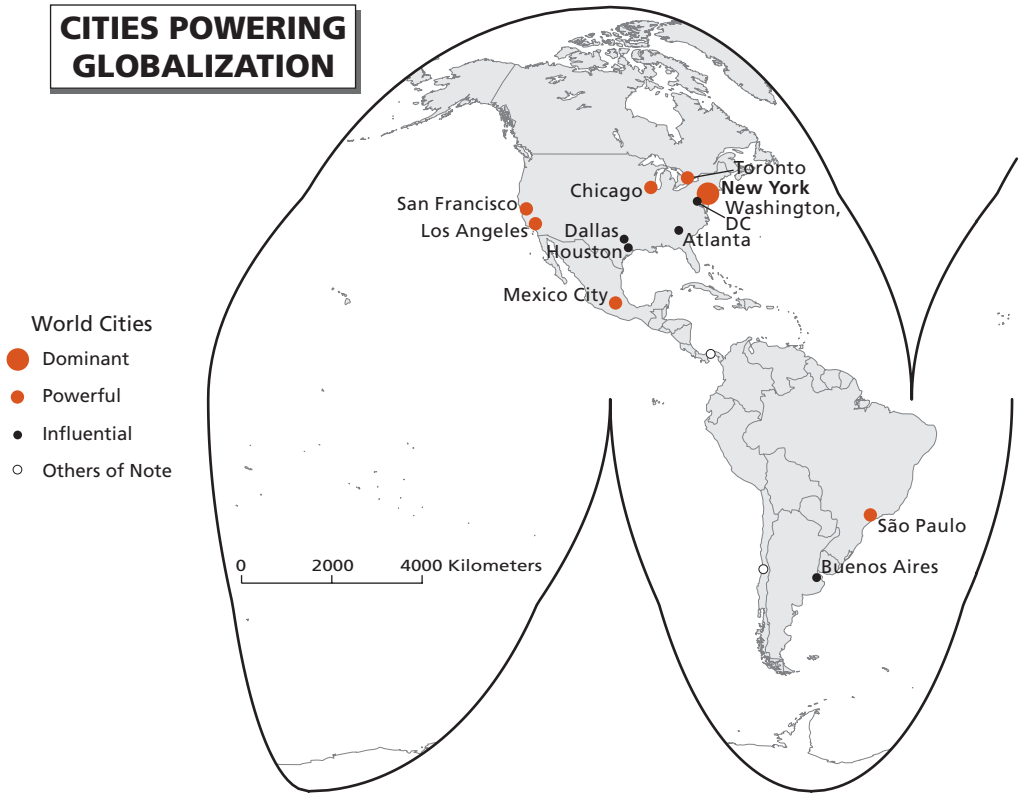 CITIES POWERING
GLOBALIZATION
Toronto
Chicago
New York
San Francisco
Washington,
DC
Los Angeles
Dallas
Atlanta
Houston
Mexico City
World Cities
Dominant
Powerful
Influential
Others of Note
São Paulo
0 2000 4000 Kilometers
Buenos Aires